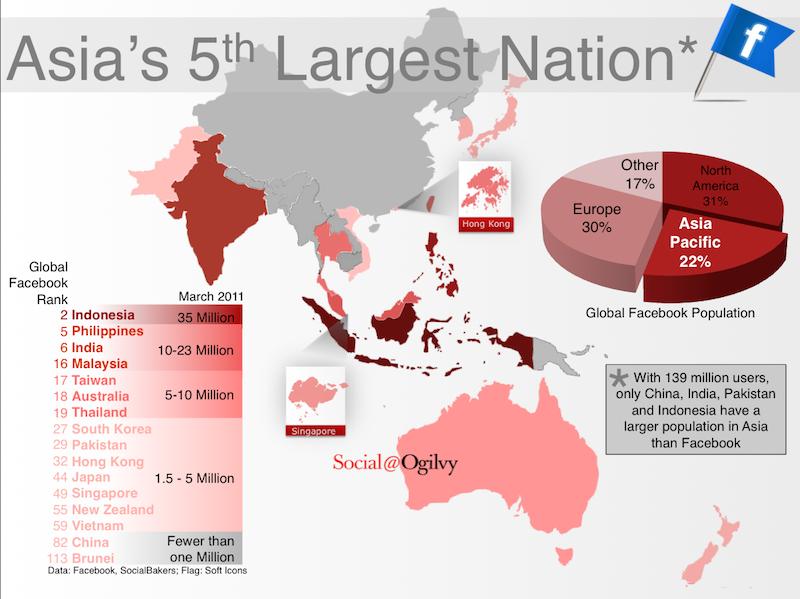 Asia's 5th Largest Nation*
f
Hong Kong
Other
17%
North
America
31%
Europe
30%
Asia
Pacific
22%
Global Facebook Population
Global
Facebook
Rank
March 2011
2 Indonesia 35 Million
5 Philippines
6 India 10-23 Million
16 Malaysia
17 Taiwan
18 Australia 5-10 Million
19 Thailand
27 South Korea
29 Pakistan
32 Hong Kong
44 Japan 1.5 - 5 Million
49 Singapore
55 New Zealand
59 Vietnam
82 China Fewer than
113 Brunei one Million
Data: Facebook, SocialBakers; Flag: Soft Icons
Singapore
Social@Ogilvy
* With 139 million users,
only China, India, Pakistan
and Indonesia have a
larger population in Asia
than Facebook